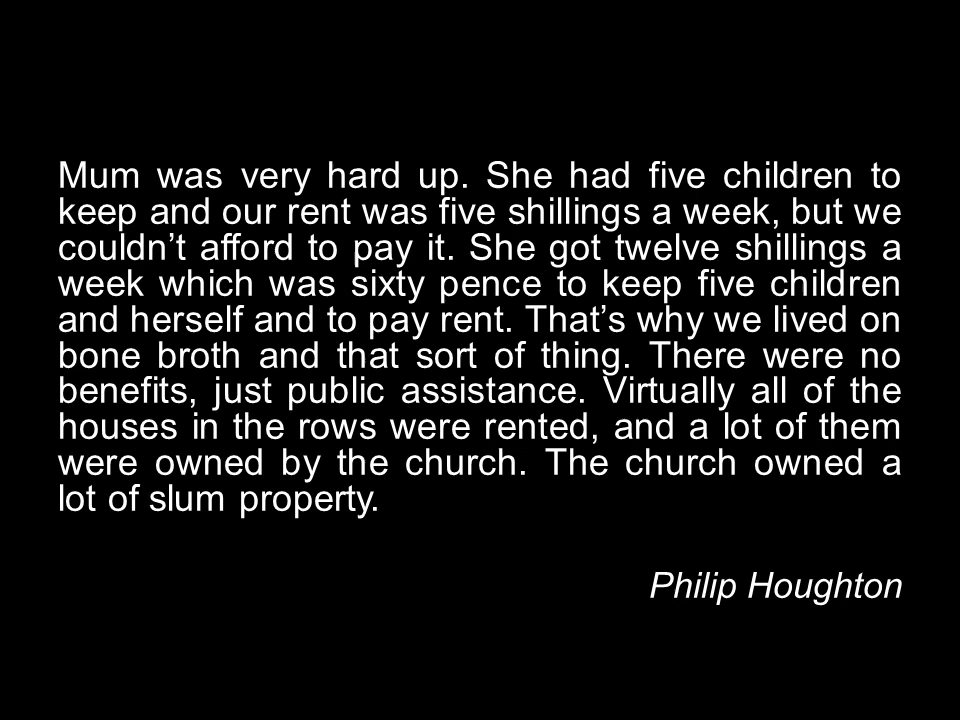 Mum was very hard up. She had five children to
keep and our rent was five shillings a week, but we
couldn’t afford to pay it. She got twelve shillings a
week which was sixty pence to keep five children
and herself and to pay rent. That’s why we lived on
bone broth and that sort of thing. There were no
benefits, just public assistance. Virtually all of the
houses in the rows were rented, and a lot of them
were owned by the church. The church owned a
lot of slum property.
Philip Houghton